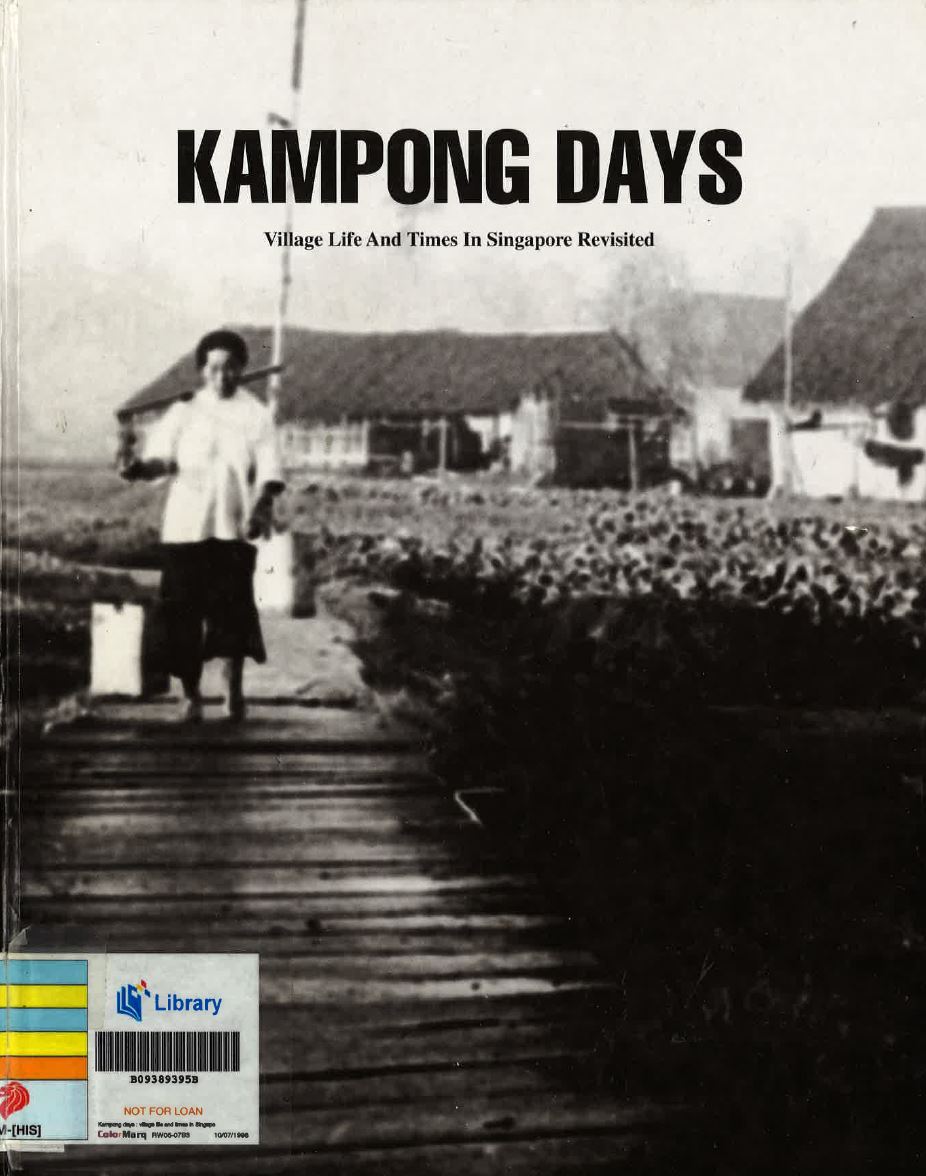 KAMPONG DAYS
Village Life And Times In Singapore Revisited
Library
B09389395B
NOT FOR LOAN
Kampong days : village life and times in Singapo
ColorMarq RW06-0783 10/07/1998
-[HIS]